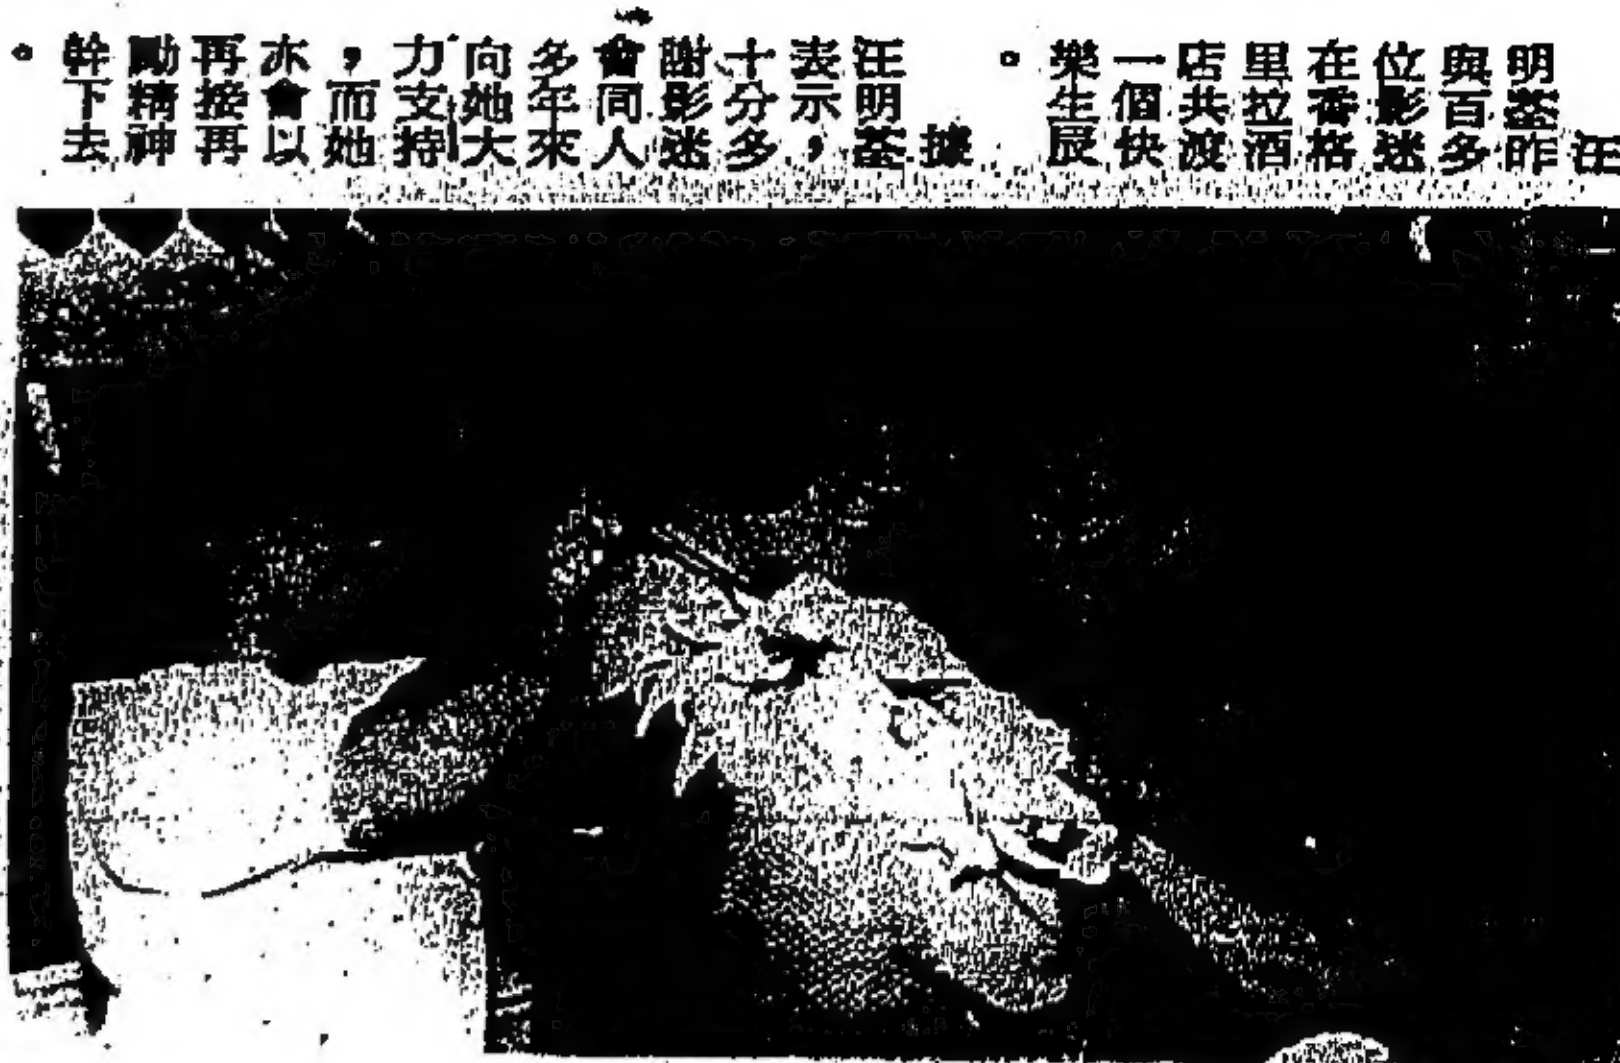 汪
明荃昨
與百多
位影迷
在香格
里拉酒
店共渡
一個快
樂生辰
。
據
汪明荃
表示，
十分多
謝影迷
會同人
多年來
向她大
力支持
，而她
亦會以
再接再
勵精神
幹下去
。